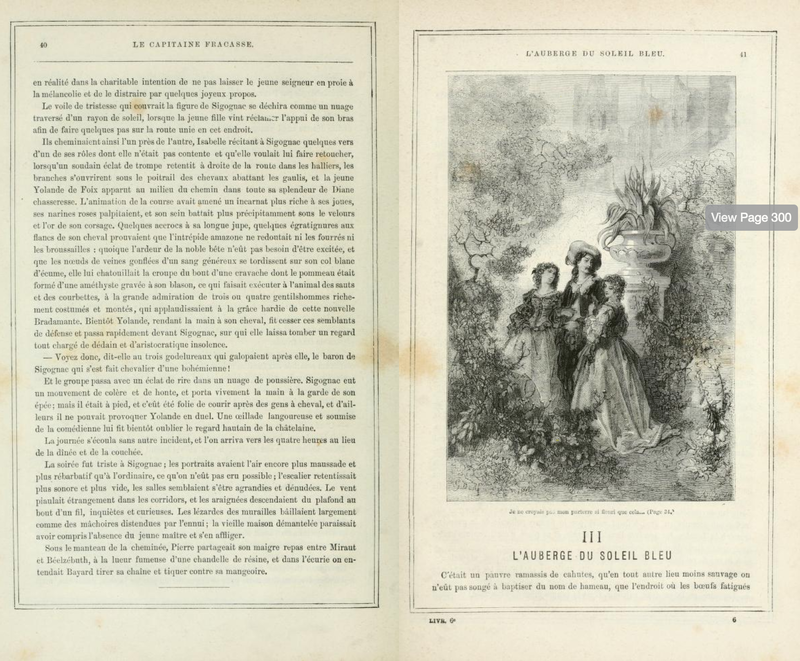 40
LE CAPITAINE FRACASSE.
en réalité dans la charitable intention de ne pas laisser le jeune seigneur en proie à
la mélancolie et de le distraire par quelques joyeux propos.
Le voile de tristesse qui couvrait la figure de Sigognac se déchira comme un nuage
traversé d'un rayon de soleil, lorsque la jeune fille vint réclamer l'appui de son bras
afin de faire quelques pas sur la route unie en cet endroit.
Ils cheminaient ainsi l'un près de l'autre, Isabelle récitant à Sigognac quelques vers
d'un de ses rôles dont elle n'était pas contente et qu'elle voulait lui faire retoucher,
lorsqu'un soudain éclat de trompe retentit à droite de la route dans les halliers, les
branches s'ouvrirent sous le poitrail des chevaux abattant les gaulis, et la jeune
Yolande de Foix apparut au milieu du chemin dans toute sa splendeur de Diane
chasseresse. L'animation de la course avait amené un incarnat plus riche à ses joues,
ses narines roses palpitaient, et son sein battait plus précipitamment sous le velours
et l'or de son corsage. Quelques accrocs à sa longue jupe, quelques égratignures aux
flancs de son cheval prouvaient que l'intrépide amazone ne redoutait ni les fourrés ni
les broussailles : quoique l'ardeur de la noble bête n'eût pas besoin d'être excitée, et
que les nœuds de veines gonflées d'un sang généreux se tordissent sur son col blanc
d'écume, elle lui chatouillait la croupe du bout d'une cravache dont le pommeau était
formé d'une améthyste gravée à son blason, ce qui faisait exécuter à l'animal des sauts
et des courbettes, à la grande admiration de trois ou quatre gentilshommes riche-
ment costumés et montés, qui applaudissaient à la grâce hardie de cette nouvelle
Bradamante. Bientôt Yolande, rendant la main à son cheval, fit cesser ces semblants
de défense et passa rapidement devant Sigognac, sur qui elle laissa tomber un regard
tout chargé de dédain et d'aristocratique insolence.
— Voyez donc, dit-elle au trois godelureaux qui galopaient après elle, le baron de
Sigognac qui s'est fait chevalier d'une bohémienne !
Et le groupe passa avec un éclat de rire dans un nuage de poussière. Sigognac eut
un mouvement de colère et de honte, et porta vivement la main à la garde de son
épée ; mais il était à pied, et c'eût été folie de courir après des gens à cheval, et d'ail-
leurs il ne pouvait provoquer Yolande en duel. Une œillade langoureuse et soumise
de la comédienne lui fit bientôt oublier le regard hautain de la châtelaine.
La journée s'écoula sans autre incident, et l'on arriva vers les quatre heures au lieu
de la dînée et de la couchée.
La soirée fut triste à Sigognac ; les portraits avaient l'air encore plus maussade et
plus rébarbatif qu'à l'ordinaire, ce qu'on n'eût pas cru possible ; l'escalier retentissait
plus sonore et plus vide, les salles semblaient s'être agrandies et dénudées. Le vent
piaulait étrangement dans les corridors, et les araignées descendaient du plafond au
bout d'un fil, inquiètes et curieuses. Les lézardes des murailles bâillaient largement
comme des mâchoires distendues par l'ennui ; la vieille maison démantelée paraissait
avoir compris l'absence du jeune maître et s'en affliger.
Sous le manteau de la cheminée, Pierre partageait son maigre repas entre Miraut
et Béelzébuth, à la lueur fumeuse d'une chandelle de résine, et dans l'écurie on en-
tendait Bayard tirer sa chaîne et tiquer contre sa mangeoire.
L'AUBERGE DU SOLEIL BLEU.
41
View Page 300
Je ne croyais pas mon parterre si fleuri que cela... (Page 24.)
III
L'AUBERGE DU SOLEIL BLEU
C'était un pauvre ramassis de cahutes, qu'en tout autre lieu moins sauvage on
n'eût pas songé à baptiser du nom de hameau, que l'endroit où les bœufs fatigués
LIVR. 6e
6